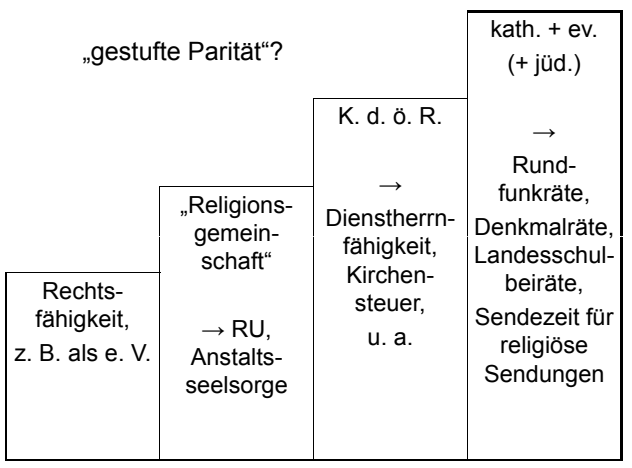 „gestufte Parität“?
Rechts-
fähigkeit,
z. B. als e. V.
„Religions-
gemein-
schaft“
→ RU,
Anstalts-
seelsorge
K. d. ö. R.
→
Dienstherrn-
fähigkeit,
Kirchen-
steuer,
u. a.
kath. + ev.
(+ jüd.)
→
Rund-
funkräte,
Denkmalräte,
Landesschul-
beiräte,
Sendezeit für
religiöse
Sendungen